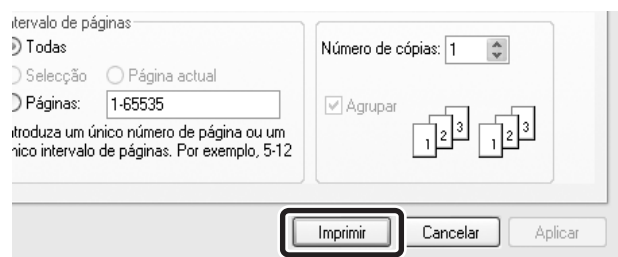 ntervalo de páginas
Todas
Selecção Página actual
Páginas: 1-65535
ntroduza um único número de página ou um
nico intervalo de páginas. Por exemplo, 5-12
Número de cópias: 1
Agrupar
1 2 3 1 2 3
Imprimir Cancelar Aplicar